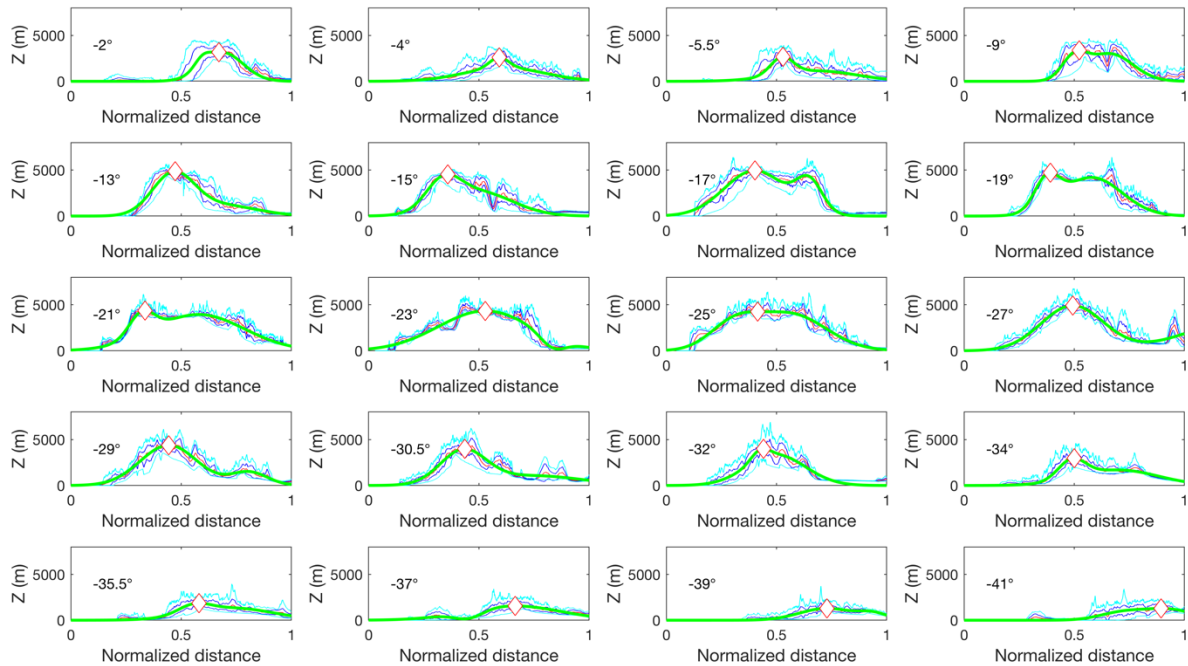 Z (m) 5000 0 -2° 0 0.5 1 Normalized distance
Z (m) 5000 0 -4° 0 0.5 1 Normalized distance
Z (m) 5000 0 -5.5° 0 0.5 1 Normalized distance
Z (m) 5000 0 -9° 0 0.5 1 Normalized distance
Z (m) 5000 0 -13° 0 0.5 1 Normalized distance
Z (m) 5000 0 -15° 0 0.5 1 Normalized distance
Z (m) 5000 0 -17° 0 0.5 1 Normalized distance
Z (m) 5000 0 -19° 0 0.5 1 Normalized distance
Z (m) 5000 0 -21° 0 0.5 1 Normalized distance
Z (m) 5000 0 -23° 0 0.5 1 Normalized distance
Z (m) 5000 0 -25° 0 0.5 1 Normalized distance
Z (m) 5000 0 -27° 0 0.5 1 Normalized distance
Z (m) 5000 0 -29° 0 0.5 1 Normalized distance
Z (m) 5000 0 -30.5° 0 0.5 1 Normalized distance
Z (m) 5000 0 -32° 0 0.5 1 Normalized distance
Z (m) 5000 0 -34° 0 0.5 1 Normalized distance
Z (m) 5000 0 -35.5° 0 0.5 1 Normalized distance
Z (m) 5000 0 -37° 0 0.5 1 Normalized distance
Z (m) 5000 0 -39° 0 0.5 1 Normalized distance
Z (m) 5000 0 -41° 0 0.5 1 Normalized distance